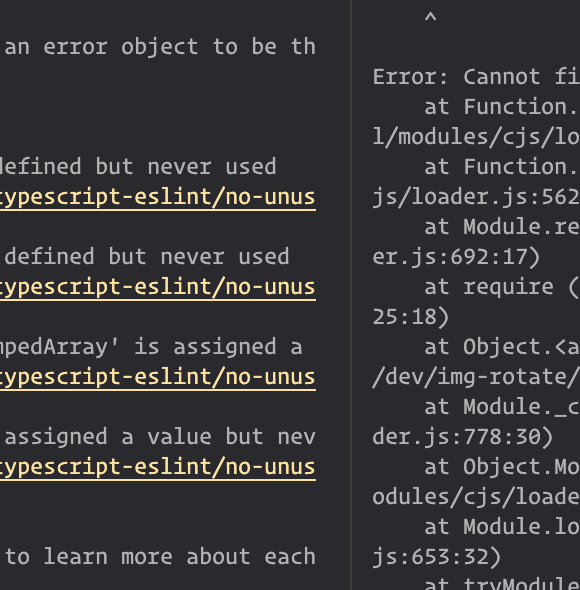 an error object to be th
defined but never used
typescript-eslint/no-unus
defined but never used
typescript-eslint/no-unus
mpedArray' is assigned a
typescript-eslint/no-unus
assigned a value but nev
typescript-eslint/no-unus
to learn more about each
^
Error: Cannot fi
at Function.
l/modules/cjs/lo
at Function.
js/loader.js:562
at Module.re
er.js:692:17)
at require (
25:18)
at Object.<a
/dev/img-rotate/
at Module._c
der.js:778:30)
at Object.Mo
odules/cjs/loade
at Module.lo
js:653:32)
at tryModule